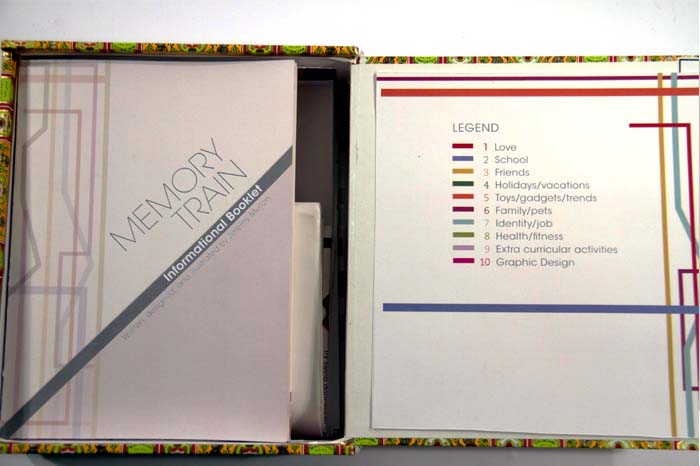 MEMORY
TRAIN
Informational Booklet
Written, designed, and illustrated by Jeremy
LEGEND
1 Love
2 School
3 Friends
4 Holidays/vacations
5 Toys/gadgets/trends
6 Family/pets
7 Identity/job
8 Health/fitness
9 Extra curricular activities
10 Graphic Design